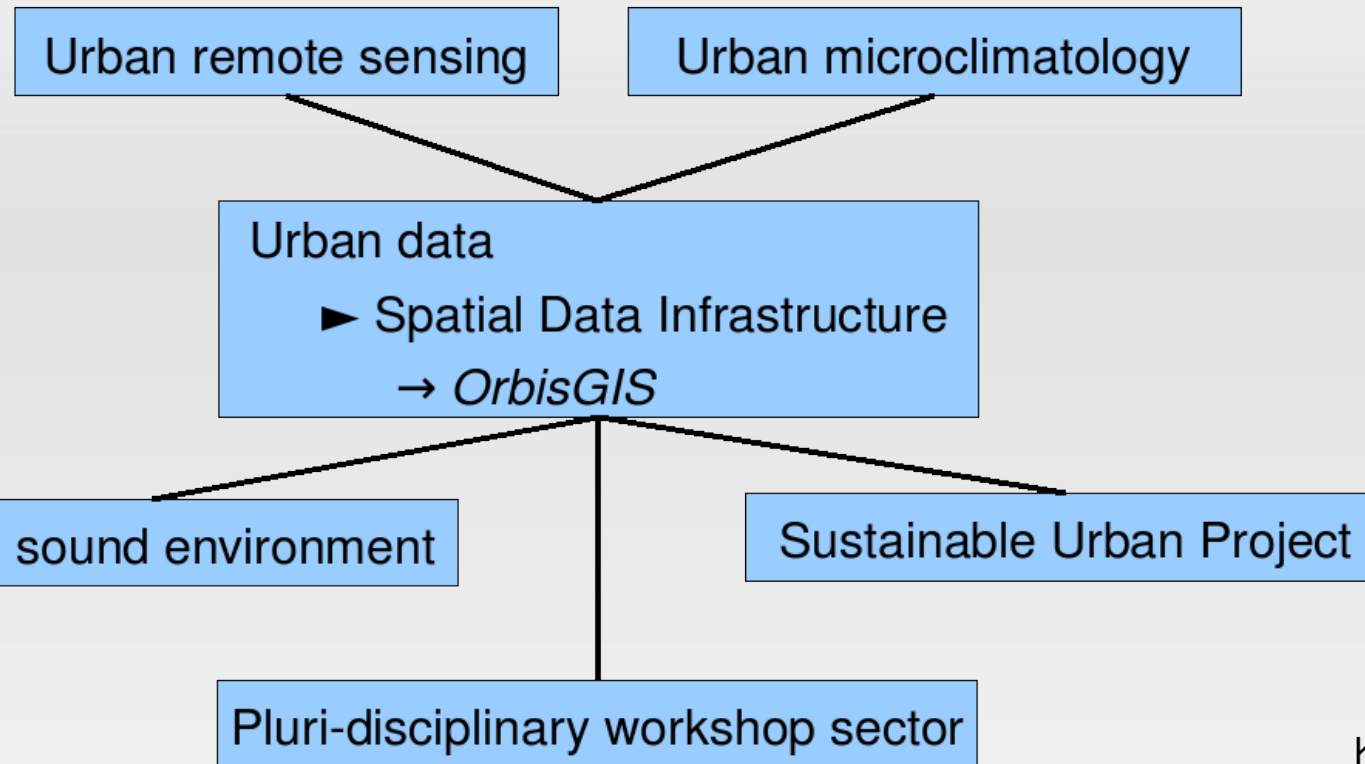 Urban remote sensing
Urban microclimatology
Urban data
► Spatial Data Infrastructure
→ OrbisGIS
sound environment
Sustainable Urban Project
Pluri-disciplinary workshop sector